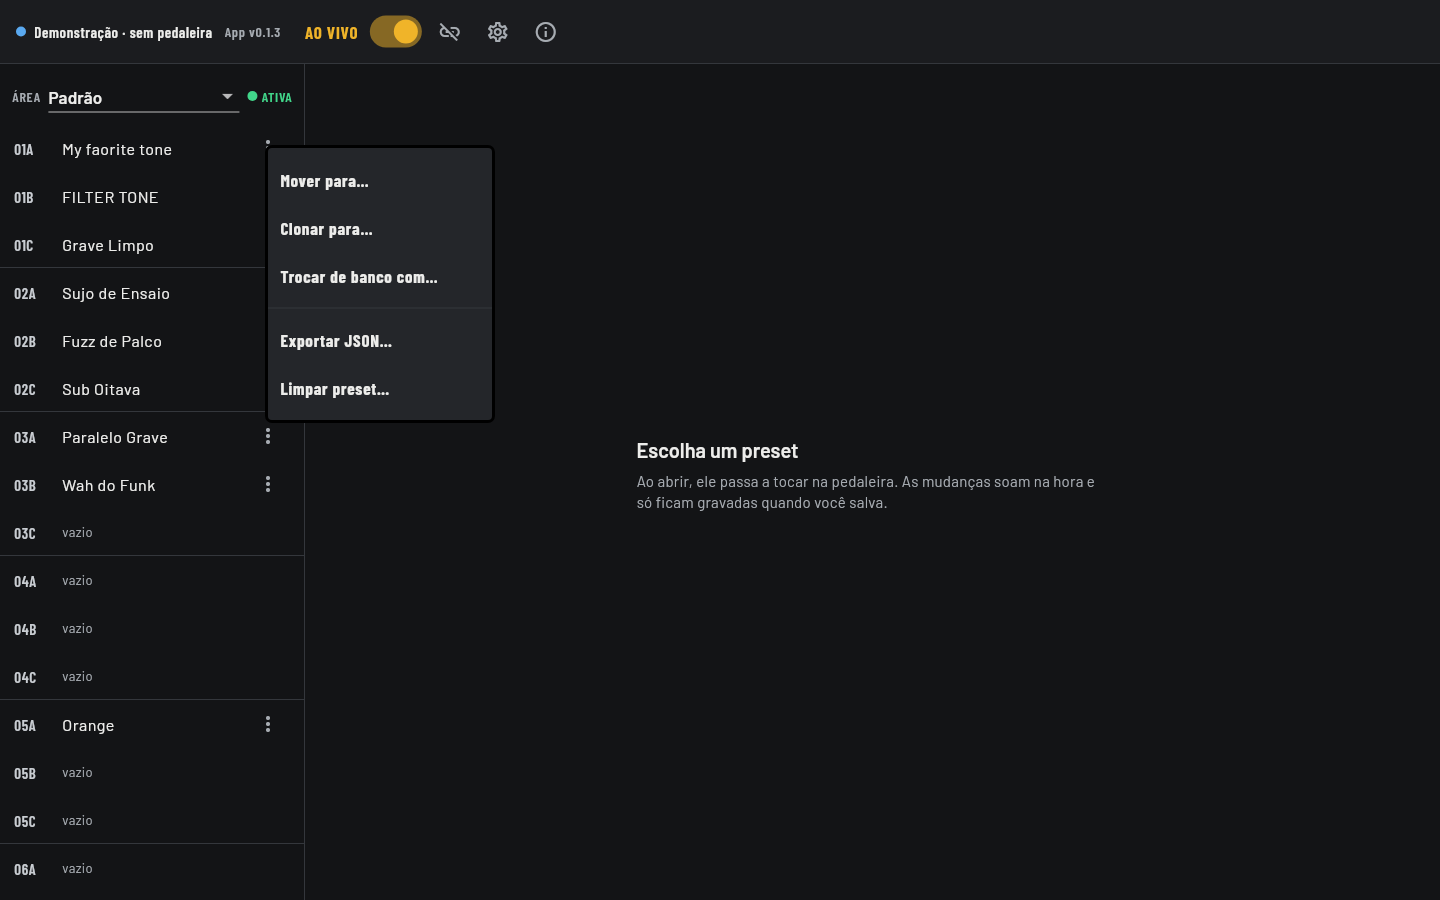 Demonstração · sem pedaleira App v0.1.3 AO VIVO
ÁREA Padrão ATIVA
01A My faorite tone
01B FILTER TONE
01C Grave Limpo
02A Sujo de Ensaio
02B Fuzz de Palco
02C Sub Oitava
03A Paralelo Grave
03B Wah do Funk
03C vazio
04A vazio
04B vazio
04C vazio
05A Orange
05B vazio
05C vazio
06A vazio
Mover para...
Clonar para...
Trocar de banco com...
Exportar JSON...
Limpar preset...
Escolha um preset
Ao abrir, ele passa a tocar na pedaleira. As mudanças soam na hora e
só ficam gravadas quando você salva.